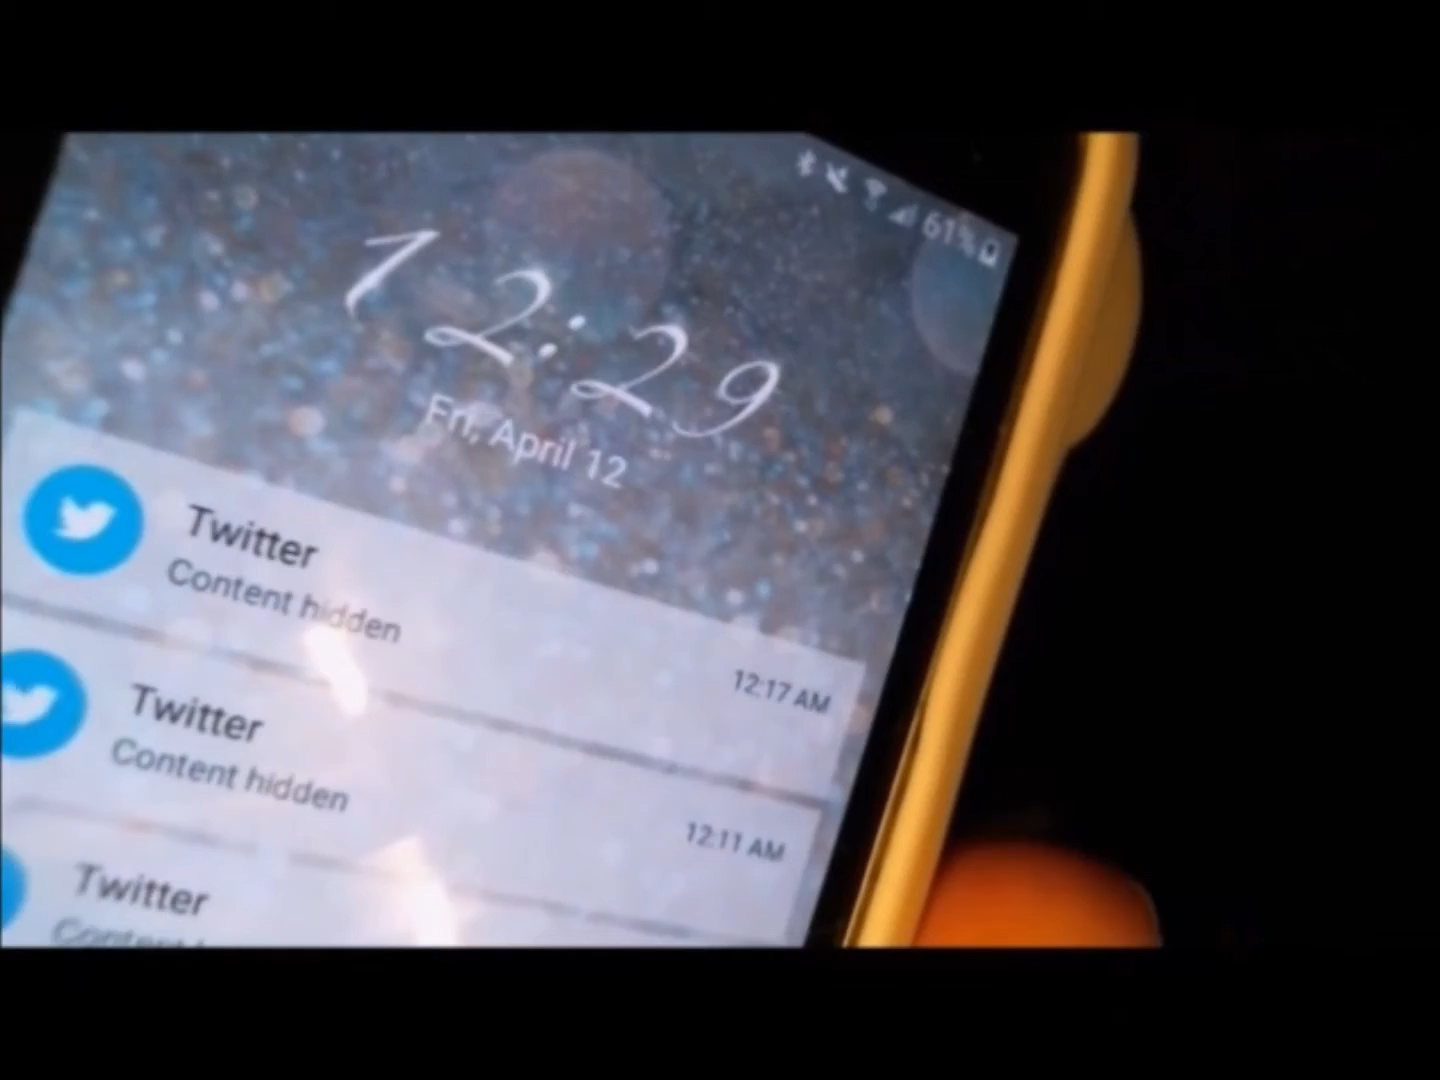 61%
12:29
Fri, April 12
Twitter
Content hidden
12:17 AM
Twitter
Content hidden
12:11 AM
Twitter
Content